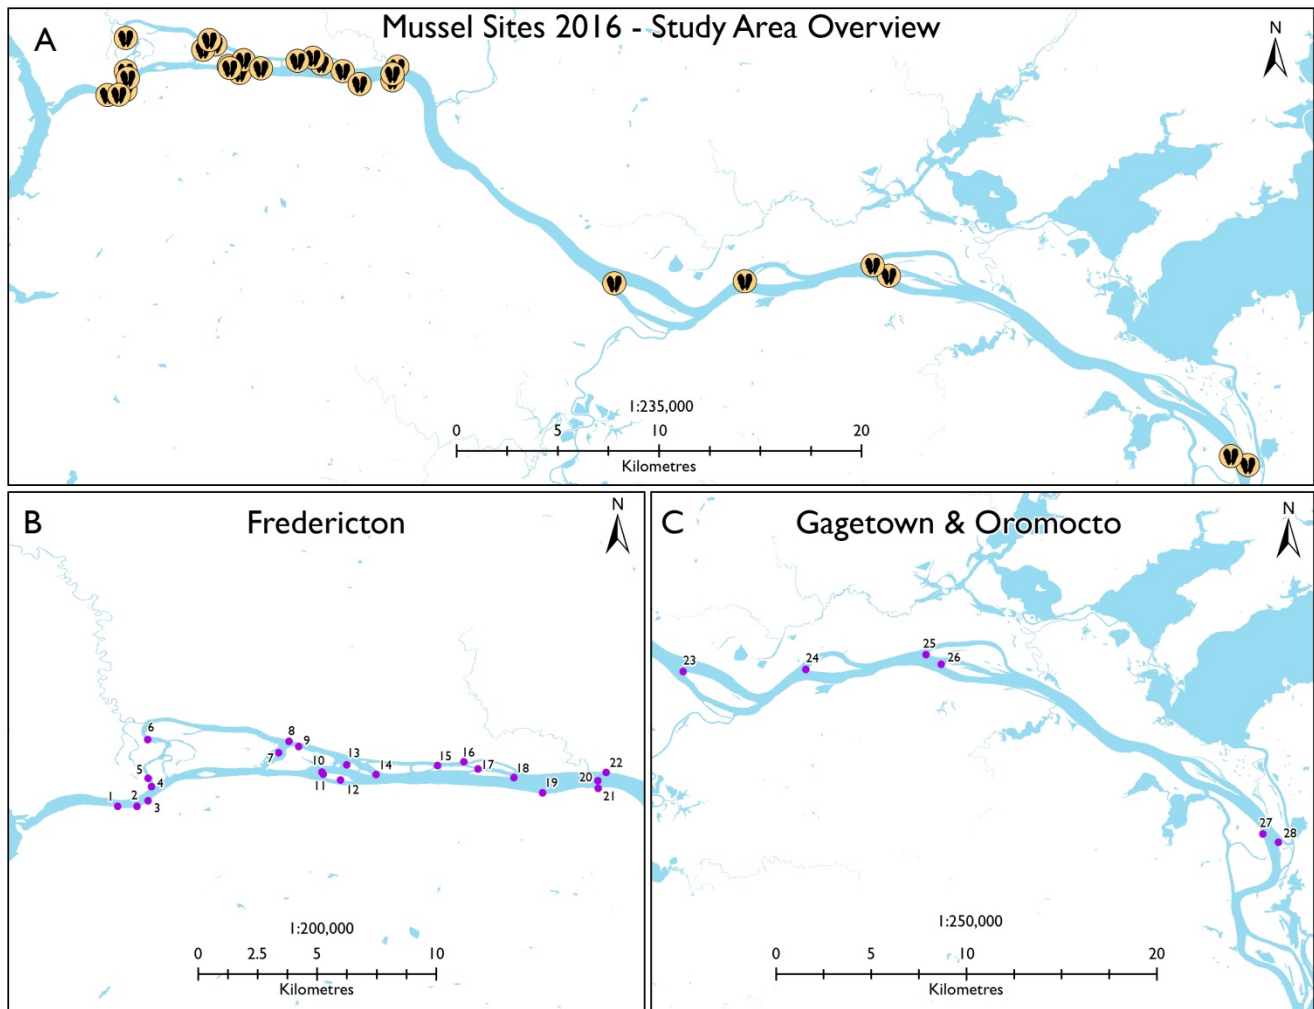 A
Mussel Sites 2016 - Study Area Overview
N
1:235,000
0 5 10 20
Kilometres
B
Fredericton
N
1 2 3 4 5 6 7 8 9 10 11 12 13 14 15 16 17 18 19 20 21 22
1:200,000
0 2.5 5 10
Kilometres
C
Gagetown & Oromocto
N
23 24 25 26 27 28
1:250,000
0 5 10 20
Kilometres